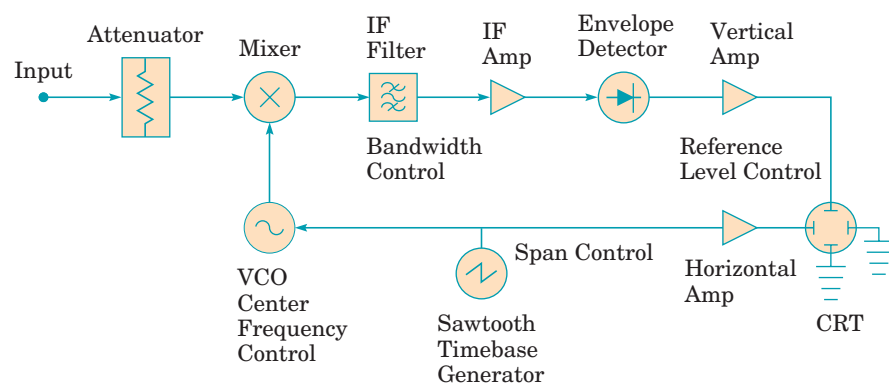 Input
Attenuator
Mixer
IF
Filter
IF
Amp
Envelope
Detector
Vertical
Amp
Bandwidth
Control
Reference
Level Control
VCO
Center
Frequency
Control
Span Control
Sawtooth
Timebase
Generator
Horizontal
Amp
CRT